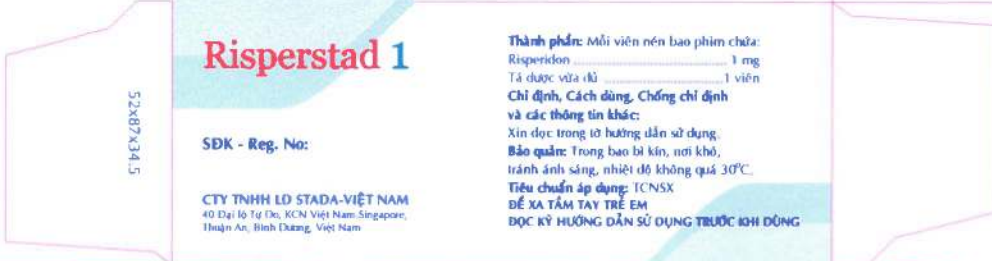 52x87x34.5
Risperstad 1
SĐK - Reg. No:
CTY TNHH LD STADA-VIỆT NAM
40 Đại lộ Tự Do, KCN Việt Nam Singapore,
Thuận An, Bình Dương, Việt Nam
Thành phần: Mỗi viên nén bao phim chứa:
Risperidon ........................................ 1 mg
Tá dược vừa đủ ................................ 1 viên
Chỉ định, Cách dùng, Chống chỉ định
và các thông tin khác:
Xin đọc trong tờ hướng dẫn sử dụng.
Bảo quản: Trong bao bì kín, nơi khô,
tránh ánh sáng, nhiệt độ không quá 30°C.
Tiêu chuẩn áp dụng: TCNSX
ĐỂ XA TẦM TAY TRẺ EM
ĐỌC KỸ HƯỚNG DẪN SỬ DỤNG TRƯỚC KHI DÙNG